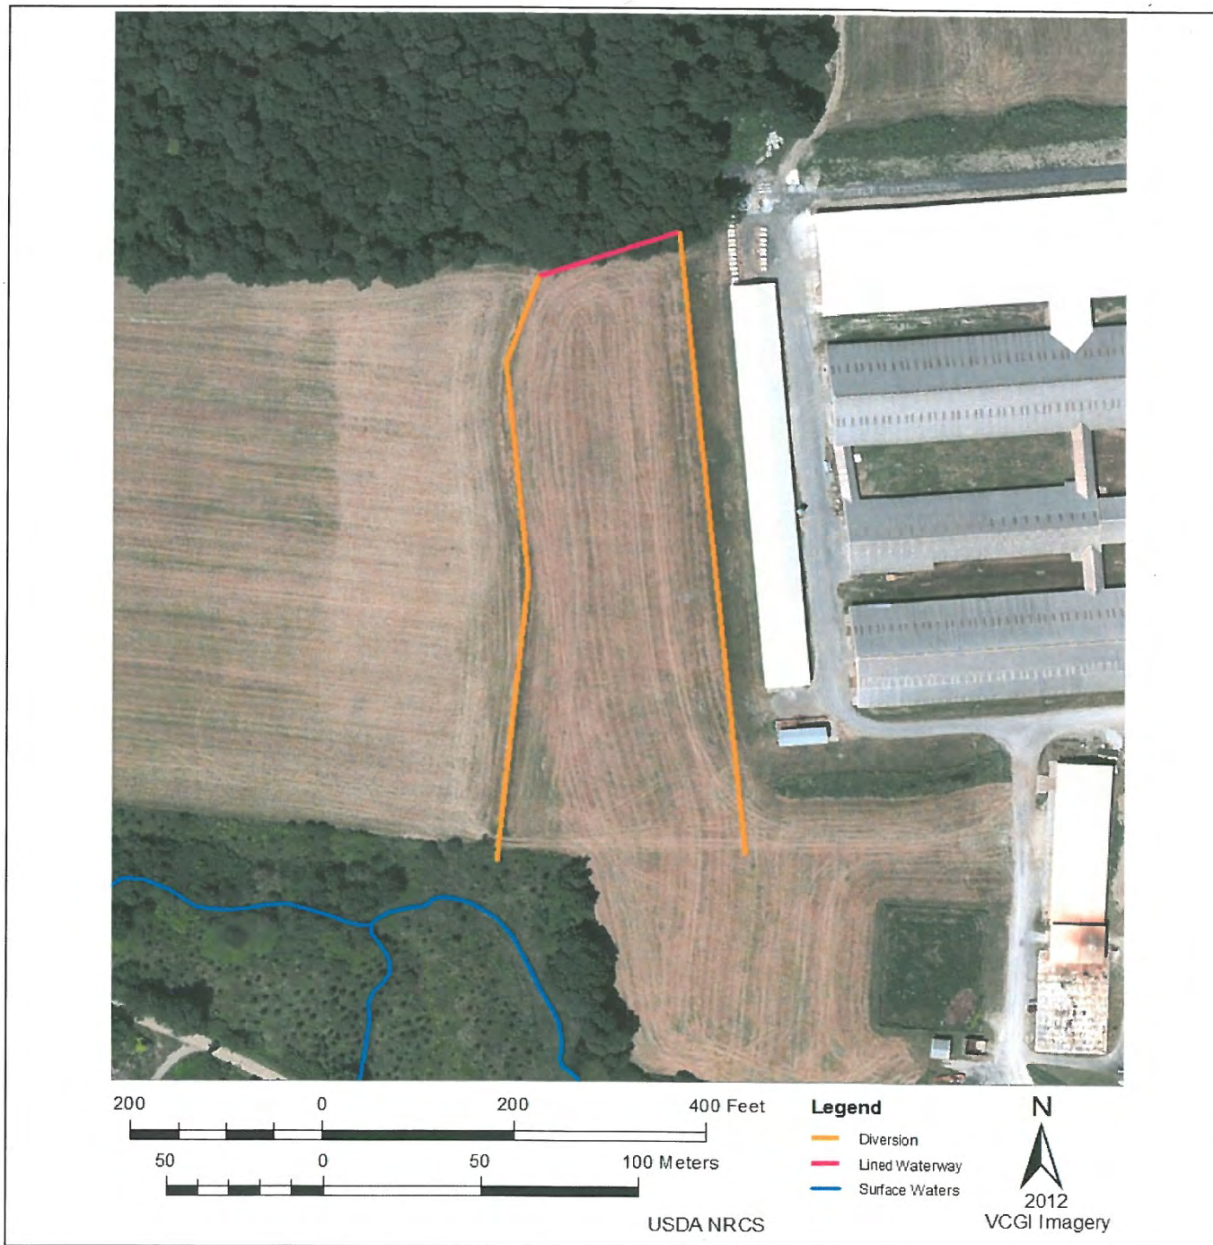 200 0 200 400 Feet
50 0 50 100 Meters
USDA NRCS
Legend
Diversion
Lined Waterway
Surface Waters
N
2012
VCGI Imagery